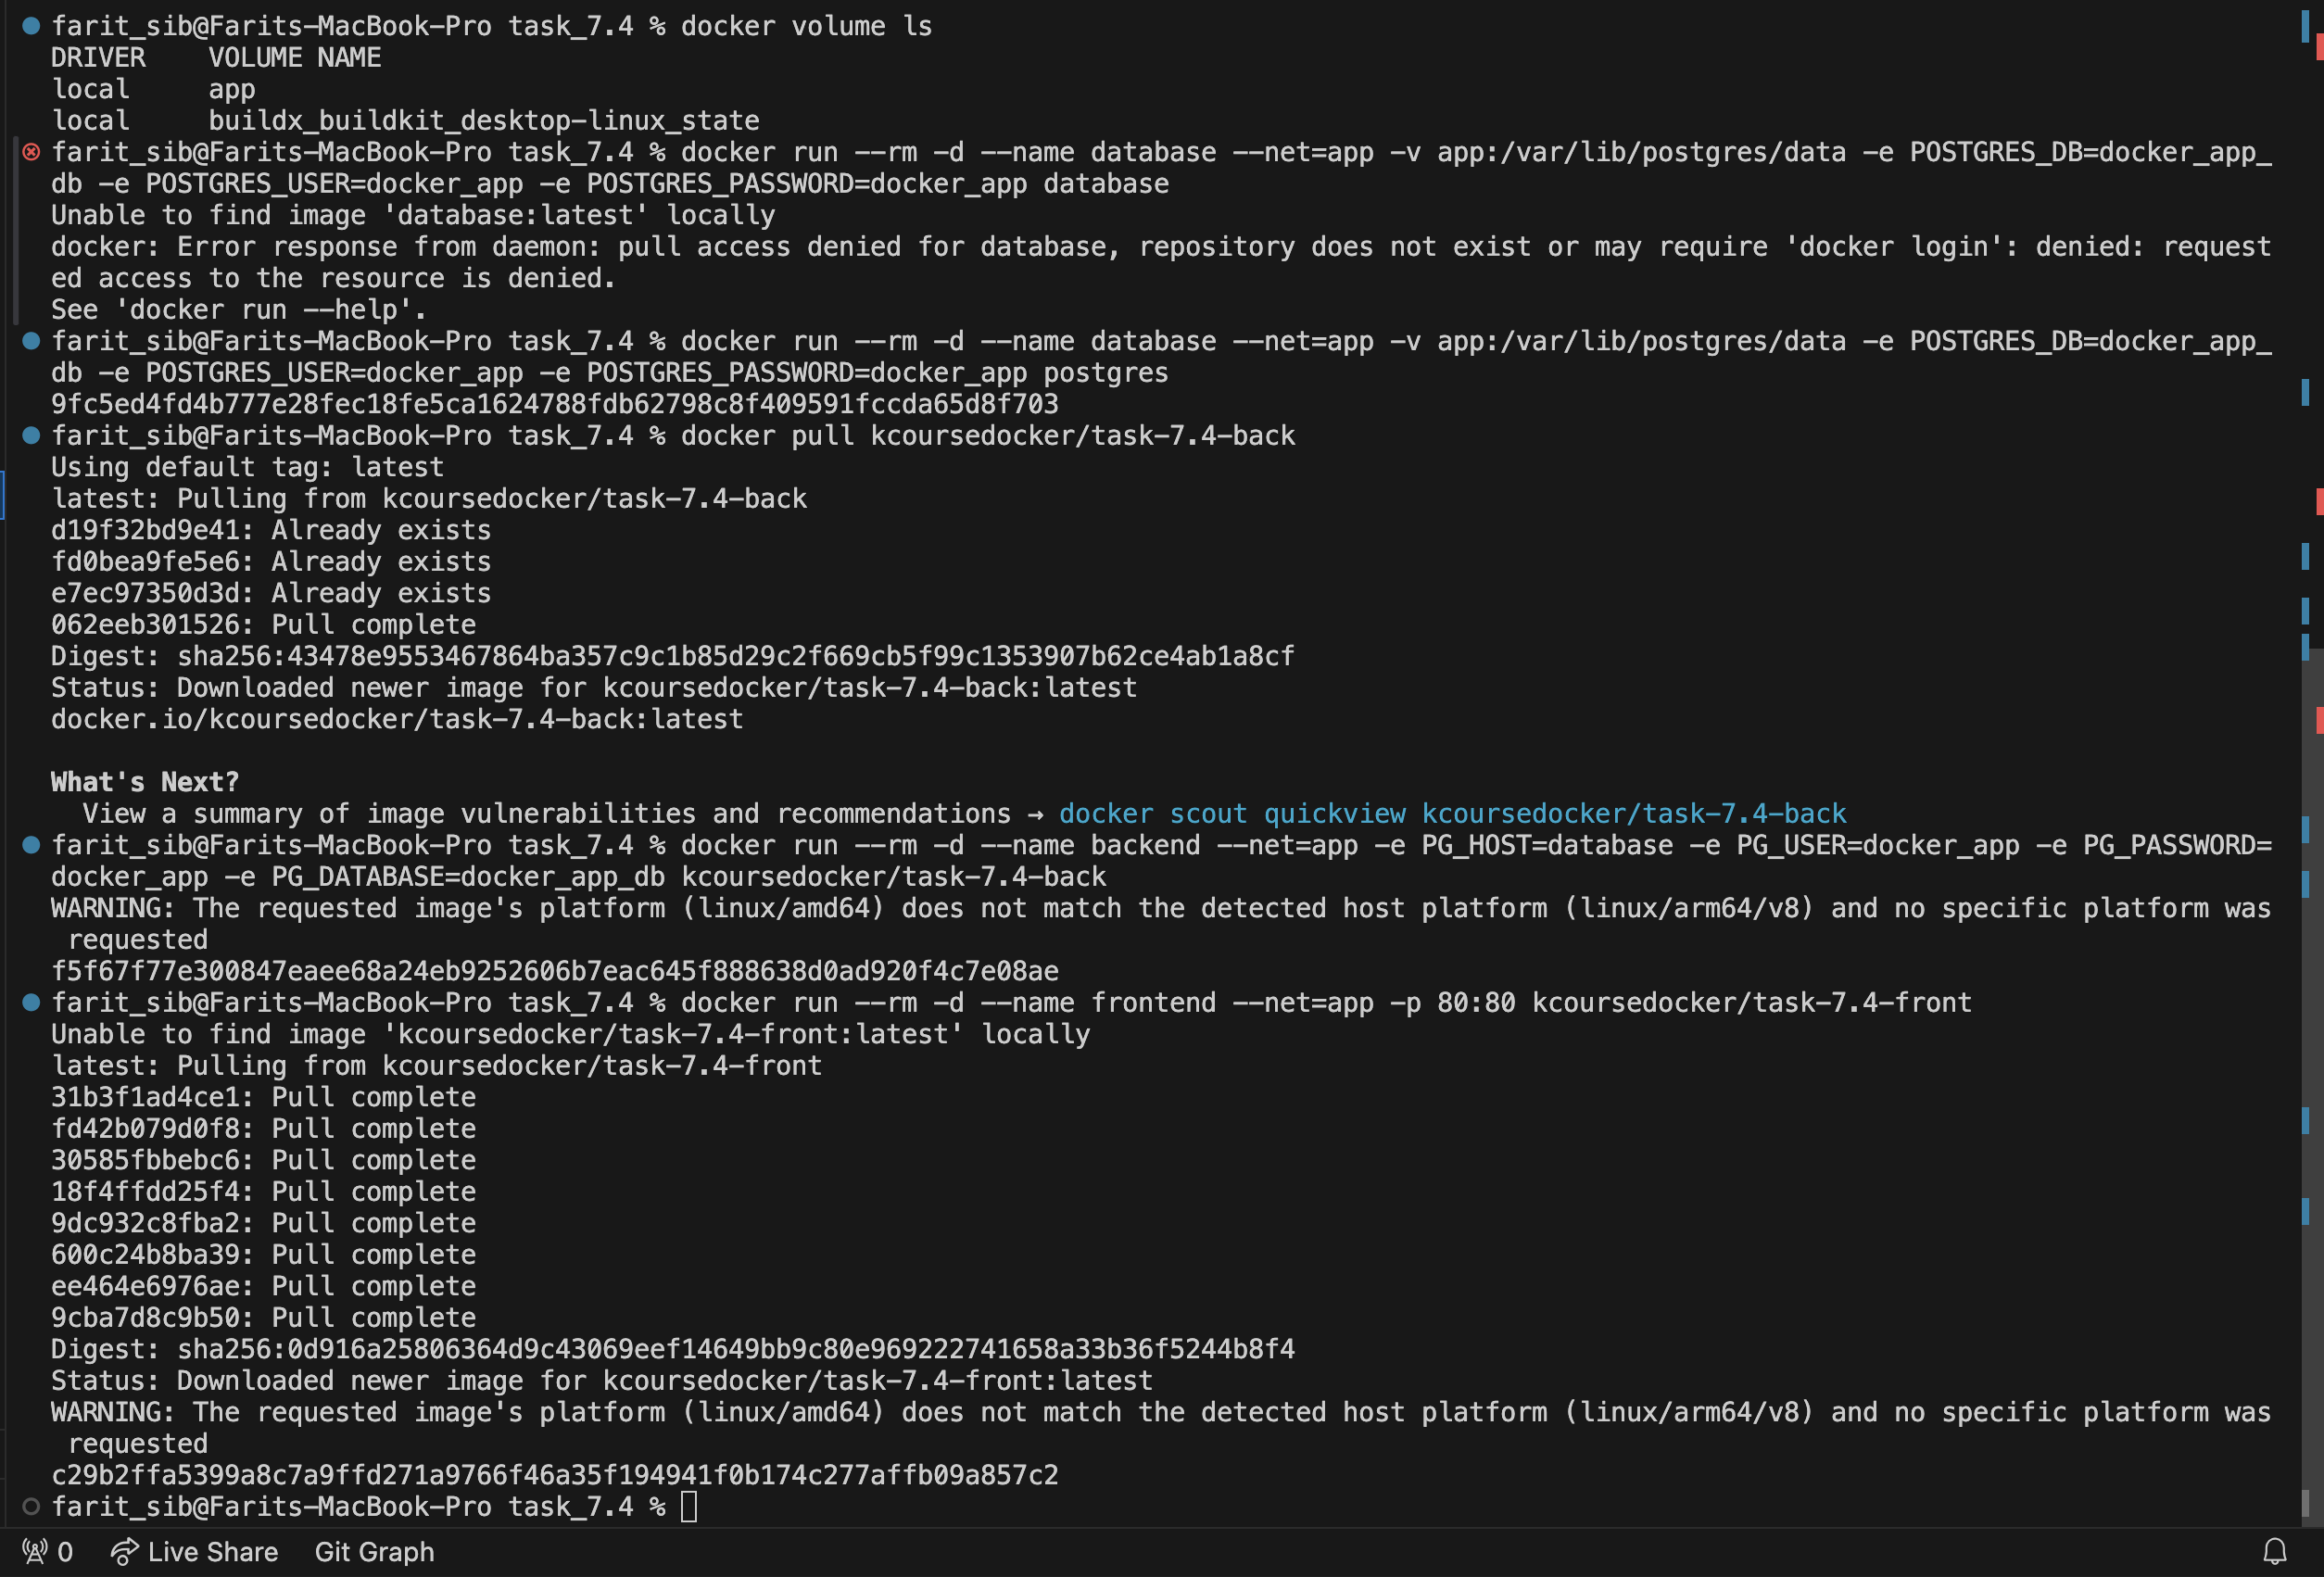 farit_sib@Farits-MacBook-Pro task_7.4 % docker volume ls
DRIVER    VOLUME NAME
local     app
local     buildx_buildkit_desktop-linux_state
farit_sib@Farits-MacBook-Pro task_7.4 % docker run --rm -d --name database --net=app -v app:/var/lib/postgres/data -e POSTGRES_DB=docker_app_
db -e POSTGRES_USER=docker_app -e POSTGRES_PASSWORD=docker_app database
Unable to find image 'database:latest' locally
docker: Error response from daemon: pull access denied for database, repository does not exist or may require 'docker login': denied: request
ed access to the resource is denied.
See 'docker run --help'.
farit_sib@Farits-MacBook-Pro task_7.4 % docker run --rm -d --name database --net=app -v app:/var/lib/postgres/data -e POSTGRES_DB=docker_app_
db -e POSTGRES_USER=docker_app -e POSTGRES_PASSWORD=docker_app postgres
9fc5ed4fd4b777e28fec18fe5ca1624788fdb62798c8f409591fccda65d8f703
farit_sib@Farits-MacBook-Pro task_7.4 % docker pull kcoursedocker/task-7.4-back
Using default tag: latest
latest: Pulling from kcoursedocker/task-7.4-back
d19f32bd9e41: Already exists
fd0bea9fe5e6: Already exists
e7ec97350d3d: Already exists
062eeb301526: Pull complete
Digest: sha256:43478e9553467864ba357c9c1b85d29c2f669cb5f99c1353907b62ce4ab1a8cf
Status: Downloaded newer image for kcoursedocker/task-7.4-back:latest
docker.io/kcoursedocker/task-7.4-back:latest
What's Next?
View a summary of image vulnerabilities and recommendations → docker scout quickview kcoursedocker/task-7.4-back
farit_sib@Farits-MacBook-Pro task_7.4 % docker run --rm -d --name backend --net=app -e PG_HOST=database -e PG_USER=docker_app -e PG_PASSWORD=
docker_app -e PG_DATABASE=docker_app_db kcoursedocker/task-7.4-back
WARNING: The requested image's platform (linux/amd64) does not match the detected host platform (linux/arm64/v8) and no specific platform was
requested
f5f67f77e300847eaee68a24eb9252606b7eac645f888638d0ad920f4c7e08ae
farit_sib@Farits-MacBook-Pro task_7.4 % docker run --rm -d --name frontend --net=app -p 80:80 kcoursedocker/task-7.4-front
Unable to find image 'kcoursedocker/task-7.4-front:latest' locally
latest: Pulling from kcoursedocker/task-7.4-front
31b3f1ad4ce1: Pull complete
fd42b079d0f8: Pull complete
30585fbbebc6: Pull complete
18f4ffdd25f4: Pull complete
9dc932c8fba2: Pull complete
600c24b8ba39: Pull complete
ee464e6976ae: Pull complete
9cba7d8c9b50: Pull complete
Digest: sha256:0d916a25806364d9c43069eef14649bb9c80e969222741658a33b36f5244b8f4
Status: Downloaded newer image for kcoursedocker/task-7.4-front:latest
WARNING: The requested image's platform (linux/amd64) does not match the detected host platform (linux/arm64/v8) and no specific platform was
requested
c29b2ffa5399a8c7a9ffd271a9766f46a35f194941f0b174c277affb09a857c2
farit_sib@Farits-MacBook-Pro task_7.4 %
0 Live Share Git Graph